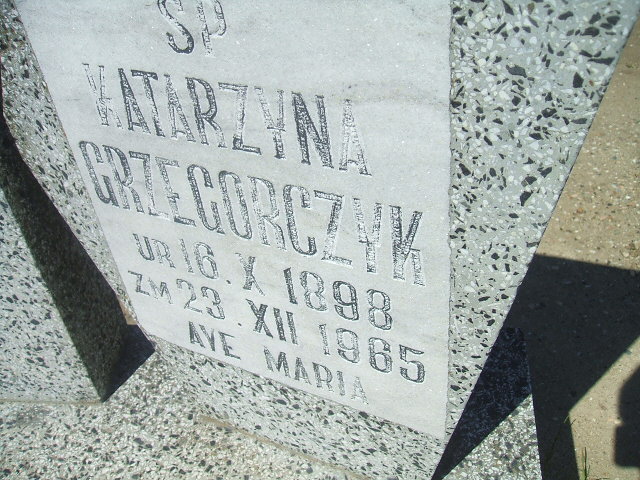 SP
KATARZYNA
GRZEGORCZYK
UR 16.X 1898
ZM 23.XII 1965
AVE MARIA